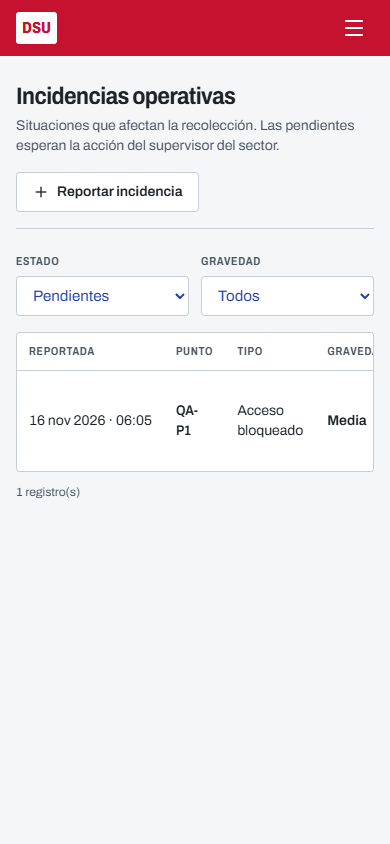 DSU
Incidencias operativas
Situaciones que afectan la recolección. Las pendientes
esperan la acción del supervisor del sector.
+ Reportar incidencia
ESTADO
GRAVEDAD
Pendientes
Todos
REPORTADA PUNTO TIPO GRAVED
16 nov 2026 · 06:05 QA-P1 Acceso bloqueado Media
1 registro(s)